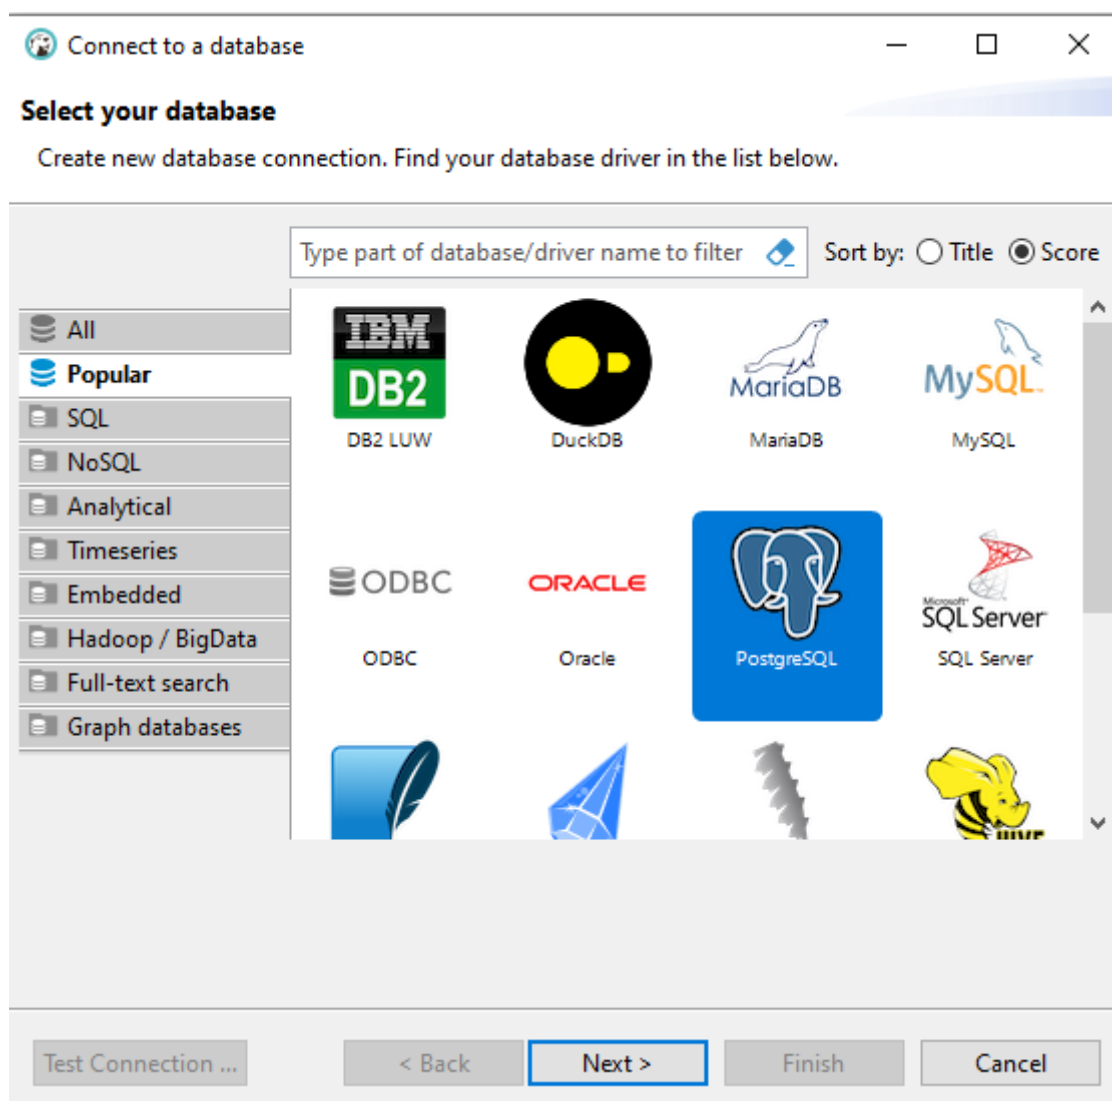 Connect to a database
Select your database
Create new database connection. Find your database driver in the list below.
Type part of database/driver name to filter
Sort by: Title Score
All
Popular
SQL
NoSQL
Analytical
Timeseries
Embedded
Hadoop / BigData
Full-text search
Graph databases
IBM
DB2
MariaDB
MySQL™
DB2 LUW
DuckDB
MariaDB
MySQL
ODBC
ORACLE
Microsoft®
SQL Server
ODBC
Oracle
PostgreSQL
SQL Server
HIVE
Test Connection ...
< Back
Next >
Finish
Cancel